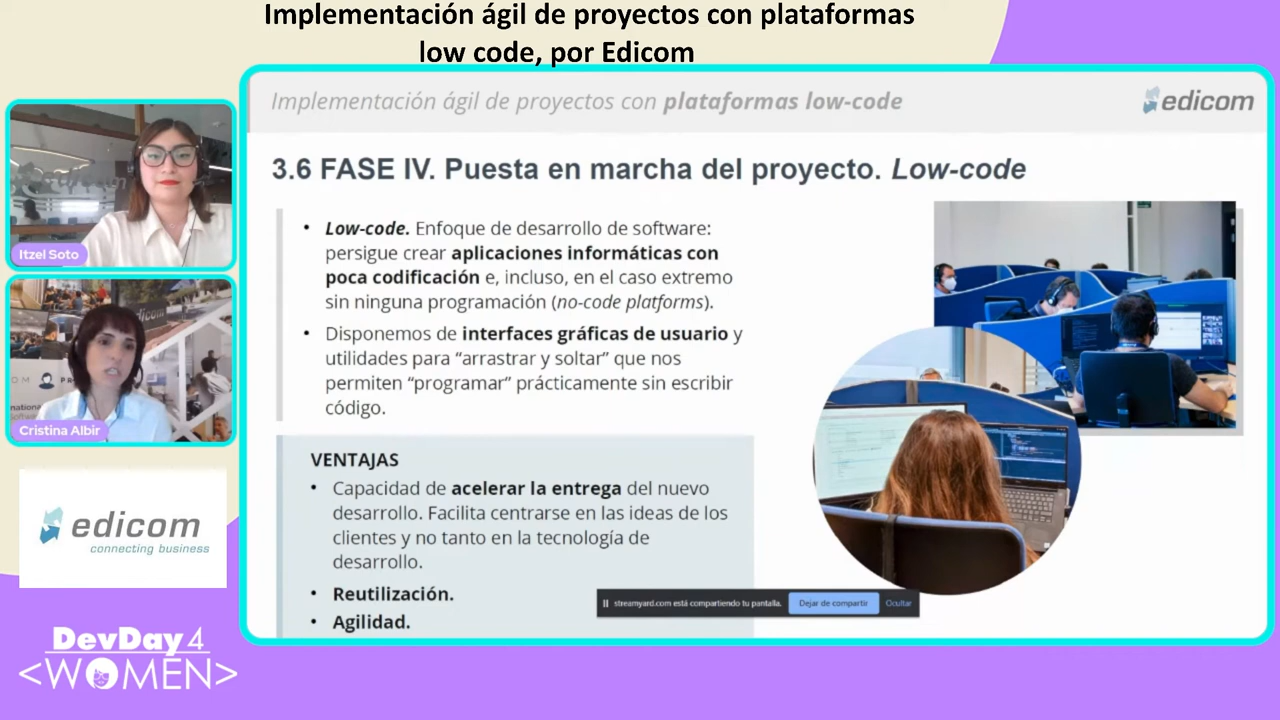 Implementación ágil de proyectos con plataformas
low code, por Edicom
Implementación ágil de proyectos con plataformas low-code
edicom
3.6 FASE IV. Puesta en marcha del proyecto. Low-code
• Low-code. Enfoque de desarrollo de software:
persigue crear aplicaciones informáticas con
poca codificación e, incluso, en el caso extremo
sin ninguna programación (no-code platforms).
• Disponemos de interfaces gráficas de usuario y
utilidades para “arrastrar y soltar” que nos
permiten “programar” prácticamente sin escribir
código.
VENTAJAS
• Capacidad de acelerar la entrega del nuevo
desarrollo. Facilita centrarse en las ideas de los
clientes y no tanto en la tecnología de
desarrollo.
• Reutilización.
• Agilidad.
streamyard.com está compartiendo tu pantalla. Dejar de compartir Ocultar
Itzel Soto
edicom
Cristina Albir
edicom
connecting business
DevDay4
<WOMEN>